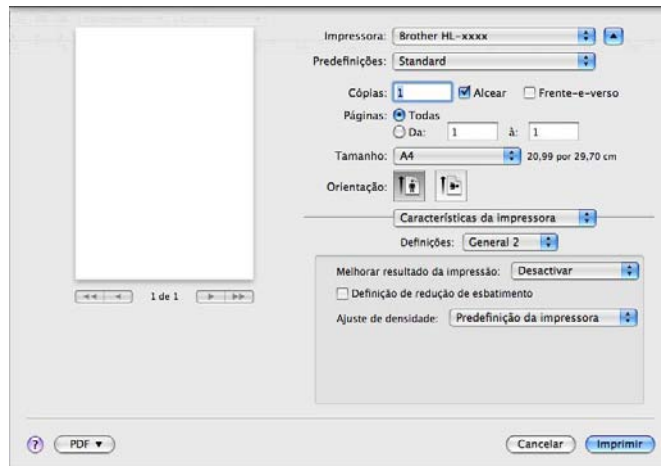 Impressora: Brother HL-xxxx
Predefinições: Standard
Cópias: 1 Alcear Frente-e-verso
Páginas: Todas
Da: 1 à: 1
Tamanho: A4 20,99 por 29,70 cm
Orientação:
Características da impressora
Definições: General 2
Melhorar resultado da impressão: Desactivar
Definição de redução de esbatimento
Ajuste de densidade: Predefinição da impressora
1 de 1
? PDF Cancelar Imprimir